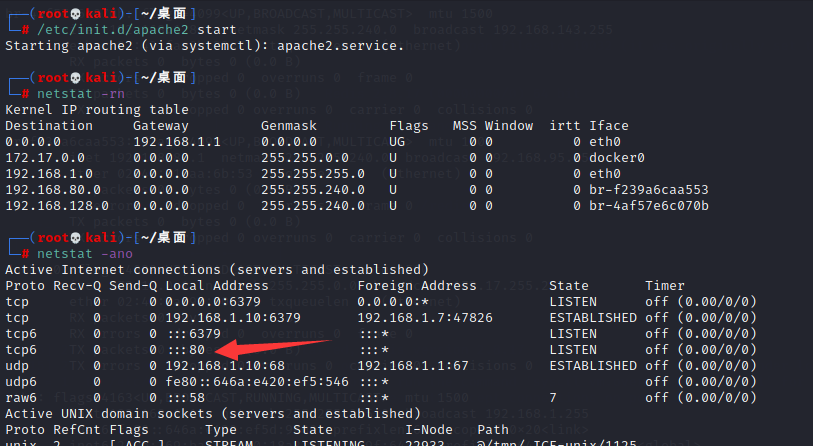 ┌──(root💀kali)-[~/桌面]
└─# /etc/init.d/apache2 start
Starting apache2 (via systemctl): apache2.service.
┌──(root💀kali)-[~/桌面]
└─# netstat -rn
Kernel IP routing table
Destination     Gateway         Genmask         Flags   MSS Window  irtt Iface
0.0.0.0         192.168.1.1     0.0.0.0         UG        0 0          0 eth0
172.17.0.0      0.0.0.0         255.255.0.0     U         0 0          0 docker0
192.168.1.0     0.0.0.0         255.255.255.0   U         0 0          0 eth0
192.168.80.0    0.0.0.0         255.255.240.0   U         0 0          0 br-f239a6caa553
192.168.128.0   0.0.0.0         255.255.240.0   U         0 0          0 br-4af57e6c070b
┌──(root💀kali)-[~/桌面]
└─# netstat -ano
Active Internet connections (servers and established)
Proto Recv-Q Send-Q Local Address           Foreign Address         State       Timer
tcp        0      0 0.0.0.0:6379            0.0.0.0:*               LISTEN      off (0.00/0/0)
tcp        0      0 192.168.1.10:6379       192.168.1.7:47826       ESTABLISHED off (0.00/0/0)
tcp6       0      0 :::6379                 :::*                    LISTEN      off (0.00/0/0)
tcp6       0      0 :::80                   :::*                    LISTEN      off (0.00/0/0)
udp        0      0 192.168.1.10:68         192.168.1.1:67          ESTABLISHED off (0.00/0/0)
udp6       0      0 fe80::646a:e420:ef5:546 :::*                                off (0.00/0/0)
raw6       0      0 :::58                   :::*                    7           off (0.00/0/0)
Active UNIX domain sockets (servers and established)
Proto RefCnt Flags       Type       State         I-Node   Path
unix  2      [ ACC ]     STREAM     LISTENING     22933    @/tmp/.ICE-unix/1125